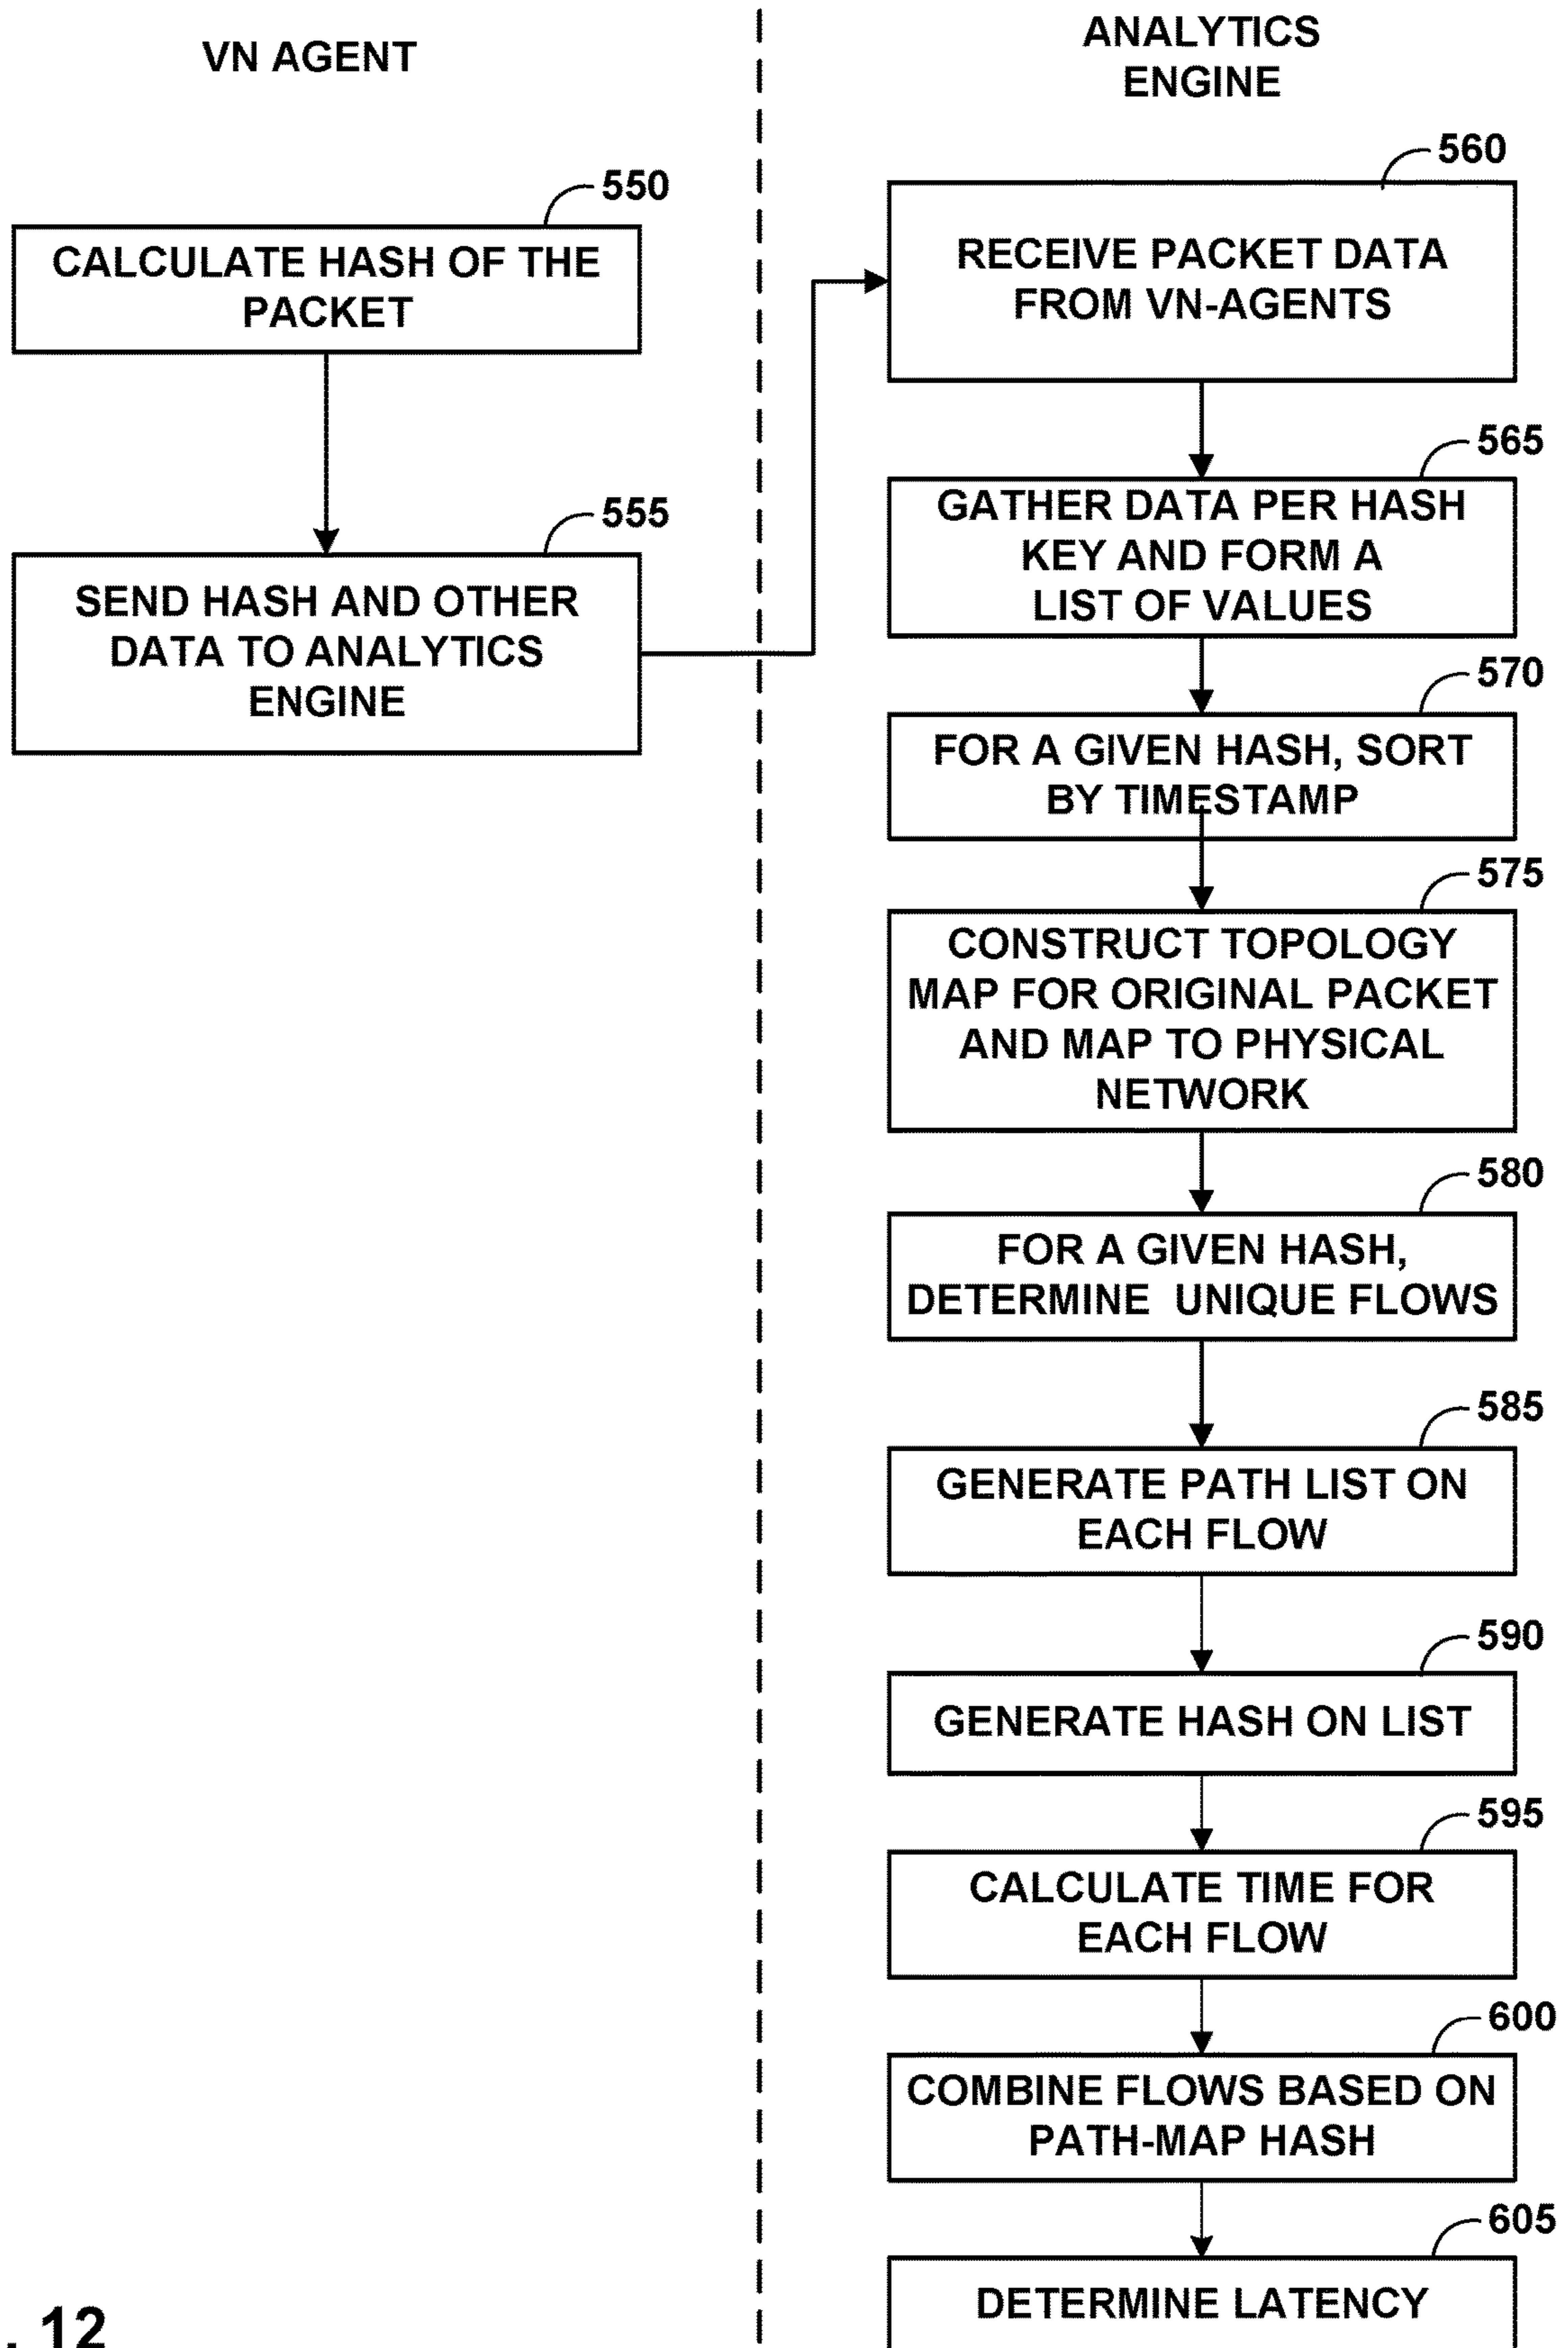 VN AGENT
550
CALCULATE HASH OF THE
PACKET
555
SEND HASH AND OTHER
DATA TO ANALYTICS
ENGINE
ANALYTICS
ENGINE
560
RECEIVE PACKET DATA
FROM VN-AGENTS
565
GATHER DATA PER HASH
KEY AND FORM A
LIST OF VALUES
570
FOR A GIVEN HASH, SORT
BY TIMESTAMP
575
CONSTRUCT TOPOLOGY
MAP FOR ORIGINAL PACKET
AND MAP TO PHYSICAL
NETWORK
580
FOR A GIVEN HASH,
DETERMINE UNIQUE FLOWS
585
GENERATE PATH LIST ON
EACH FLOW
590
GENERATE HASH ON LIST
595
CALCULATE TIME FOR
EACH FLOW
600
COMBINE FLOWS BASED ON
PATH-MAP HASH
605
DETERMINE LATENCY
. 12